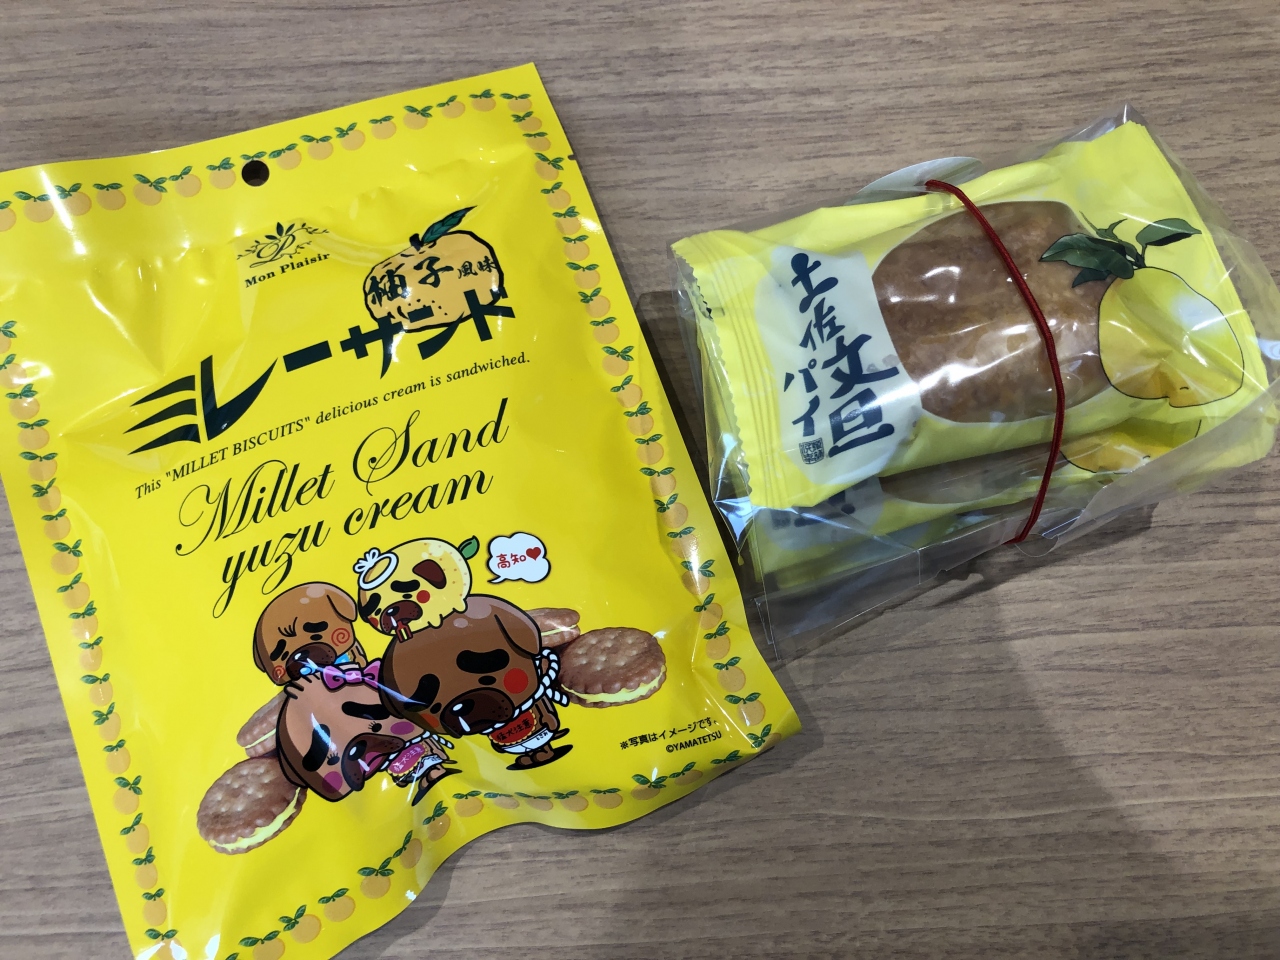 Mon Plaisir
柚子風味
ミレーサンド
This "MILLET BISCUITS" delicious cream is sandwiched.
Millet Sand
yuzu cream
高知
※写真はイメージです。
©YAMATETSU
土佐文旦
パイ